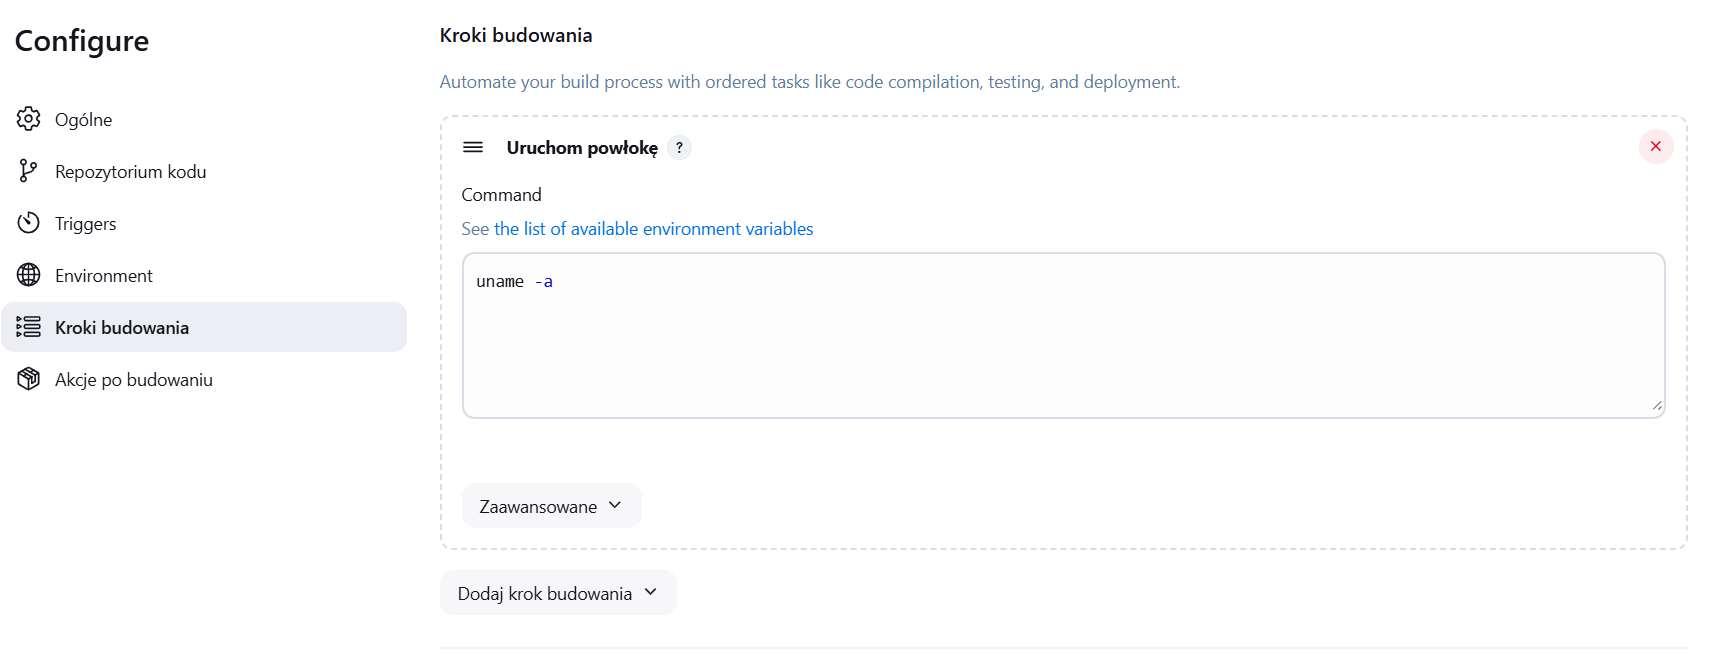 Configure
Ogólne
Repozytorium kodu
Triggers
Environment
Kroki budowania
Akcje po budowaniu
Kroki budowania
Automate your build process with ordered tasks like code compilation, testing, and deployment.
Uruchom powłokę ?
Command
See the list of available environment variables
uname -a
Zaawansowane
Dodaj krok budowania